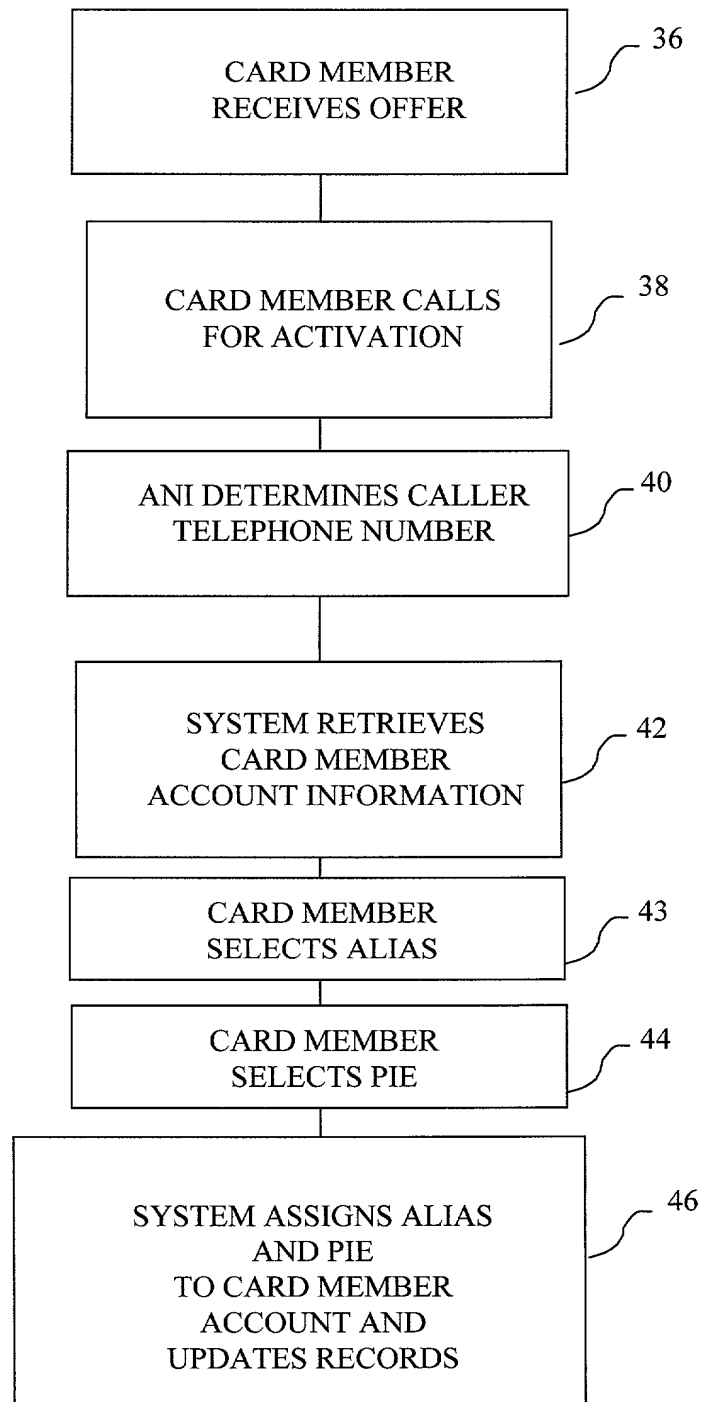 CARD MEMBER
RECEIVES OFFER
36
CARD MEMBER CALLS
FOR ACTIVATION
38
ANI DETERMINES CALLER
TELEPHONE NUMBER
40
SYSTEM RETRIEVES
CARD MEMBER
ACCOUNT INFORMATION
42
CARD MEMBER
SELECTS ALIAS
43
CARD MEMBER
SELECTS PIE
44
SYSTEM ASSIGNS ALIAS
AND PIE
TO CARD MEMBER
ACCOUNT AND
UPDATES RECORDS
46